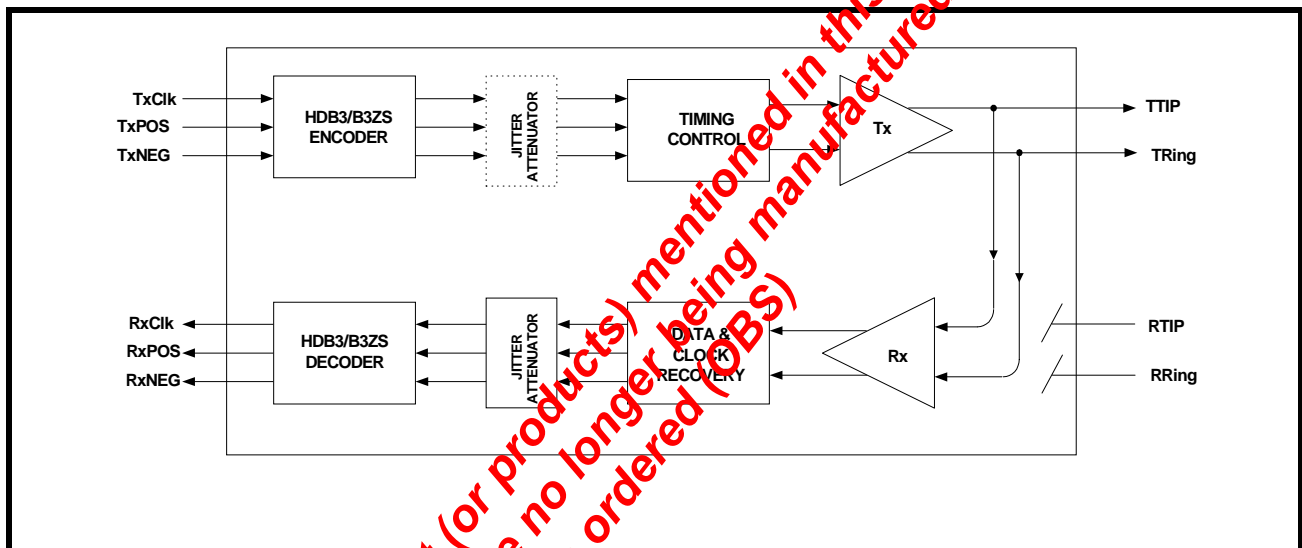 TxClk
TxPOS
TxNEG
HDB3/B3ZS
ENCODER
JITTER
ATTENUATOR
TIMING
CONTROL
Tx
TTIP
TRing
RxClk
RxPOS
RxNEG
HDB3/B3ZS
DECODER
JITTER
ATTENUATOR
DATA &
CLOCK
RECOVERY
Rx
RTIP
RRing
(or products) mentioned in this
no longer being manufactured
ordered (OBS)